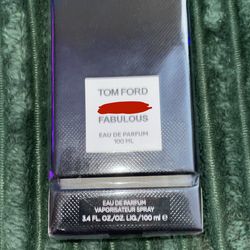 TOM FORD
FABULOUS
EAU DE PARFUM
100 ML
EAU DE PARFUM
VAPORISATEUR SPRAY
3.4 FL. OZ./OZ. LIQ./100 ml ℮